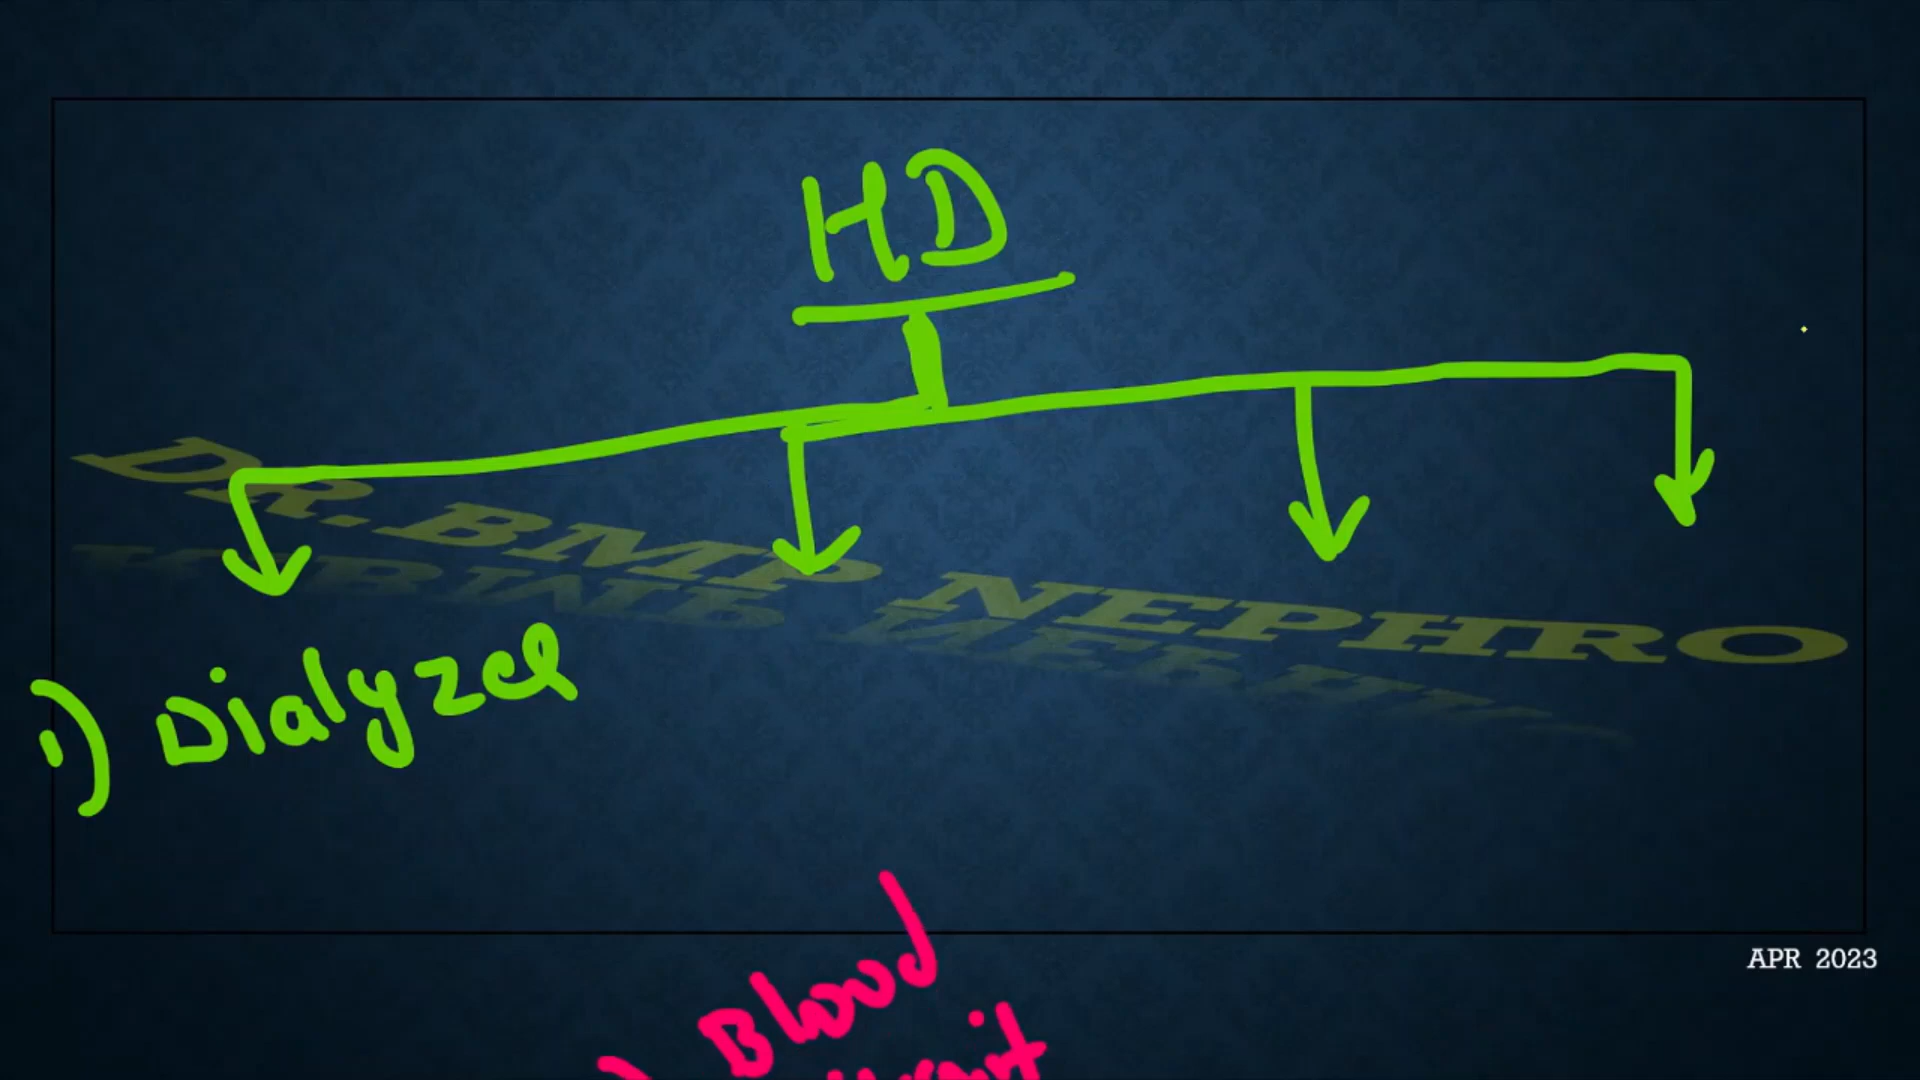 HD
DR. BMP NEPHRO
1) Dialyzer
APR 2023
) Blood